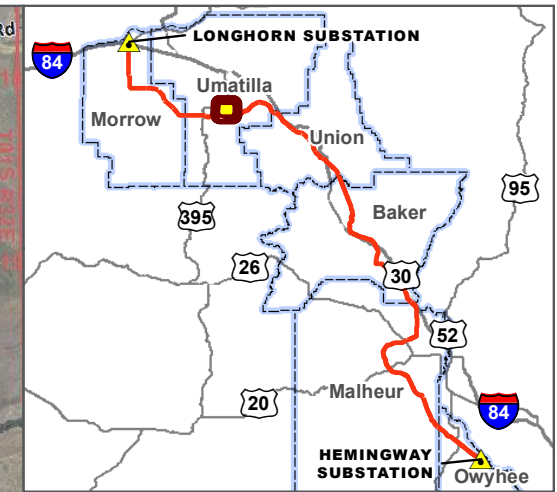 Rd
LONGHORN SUBSTATION
84
Umatilla
Morrow
Union
95
Baker
395
26
30
52
Malheur
20
84
HEMINGWAY
SUBSTATION
Owyhee